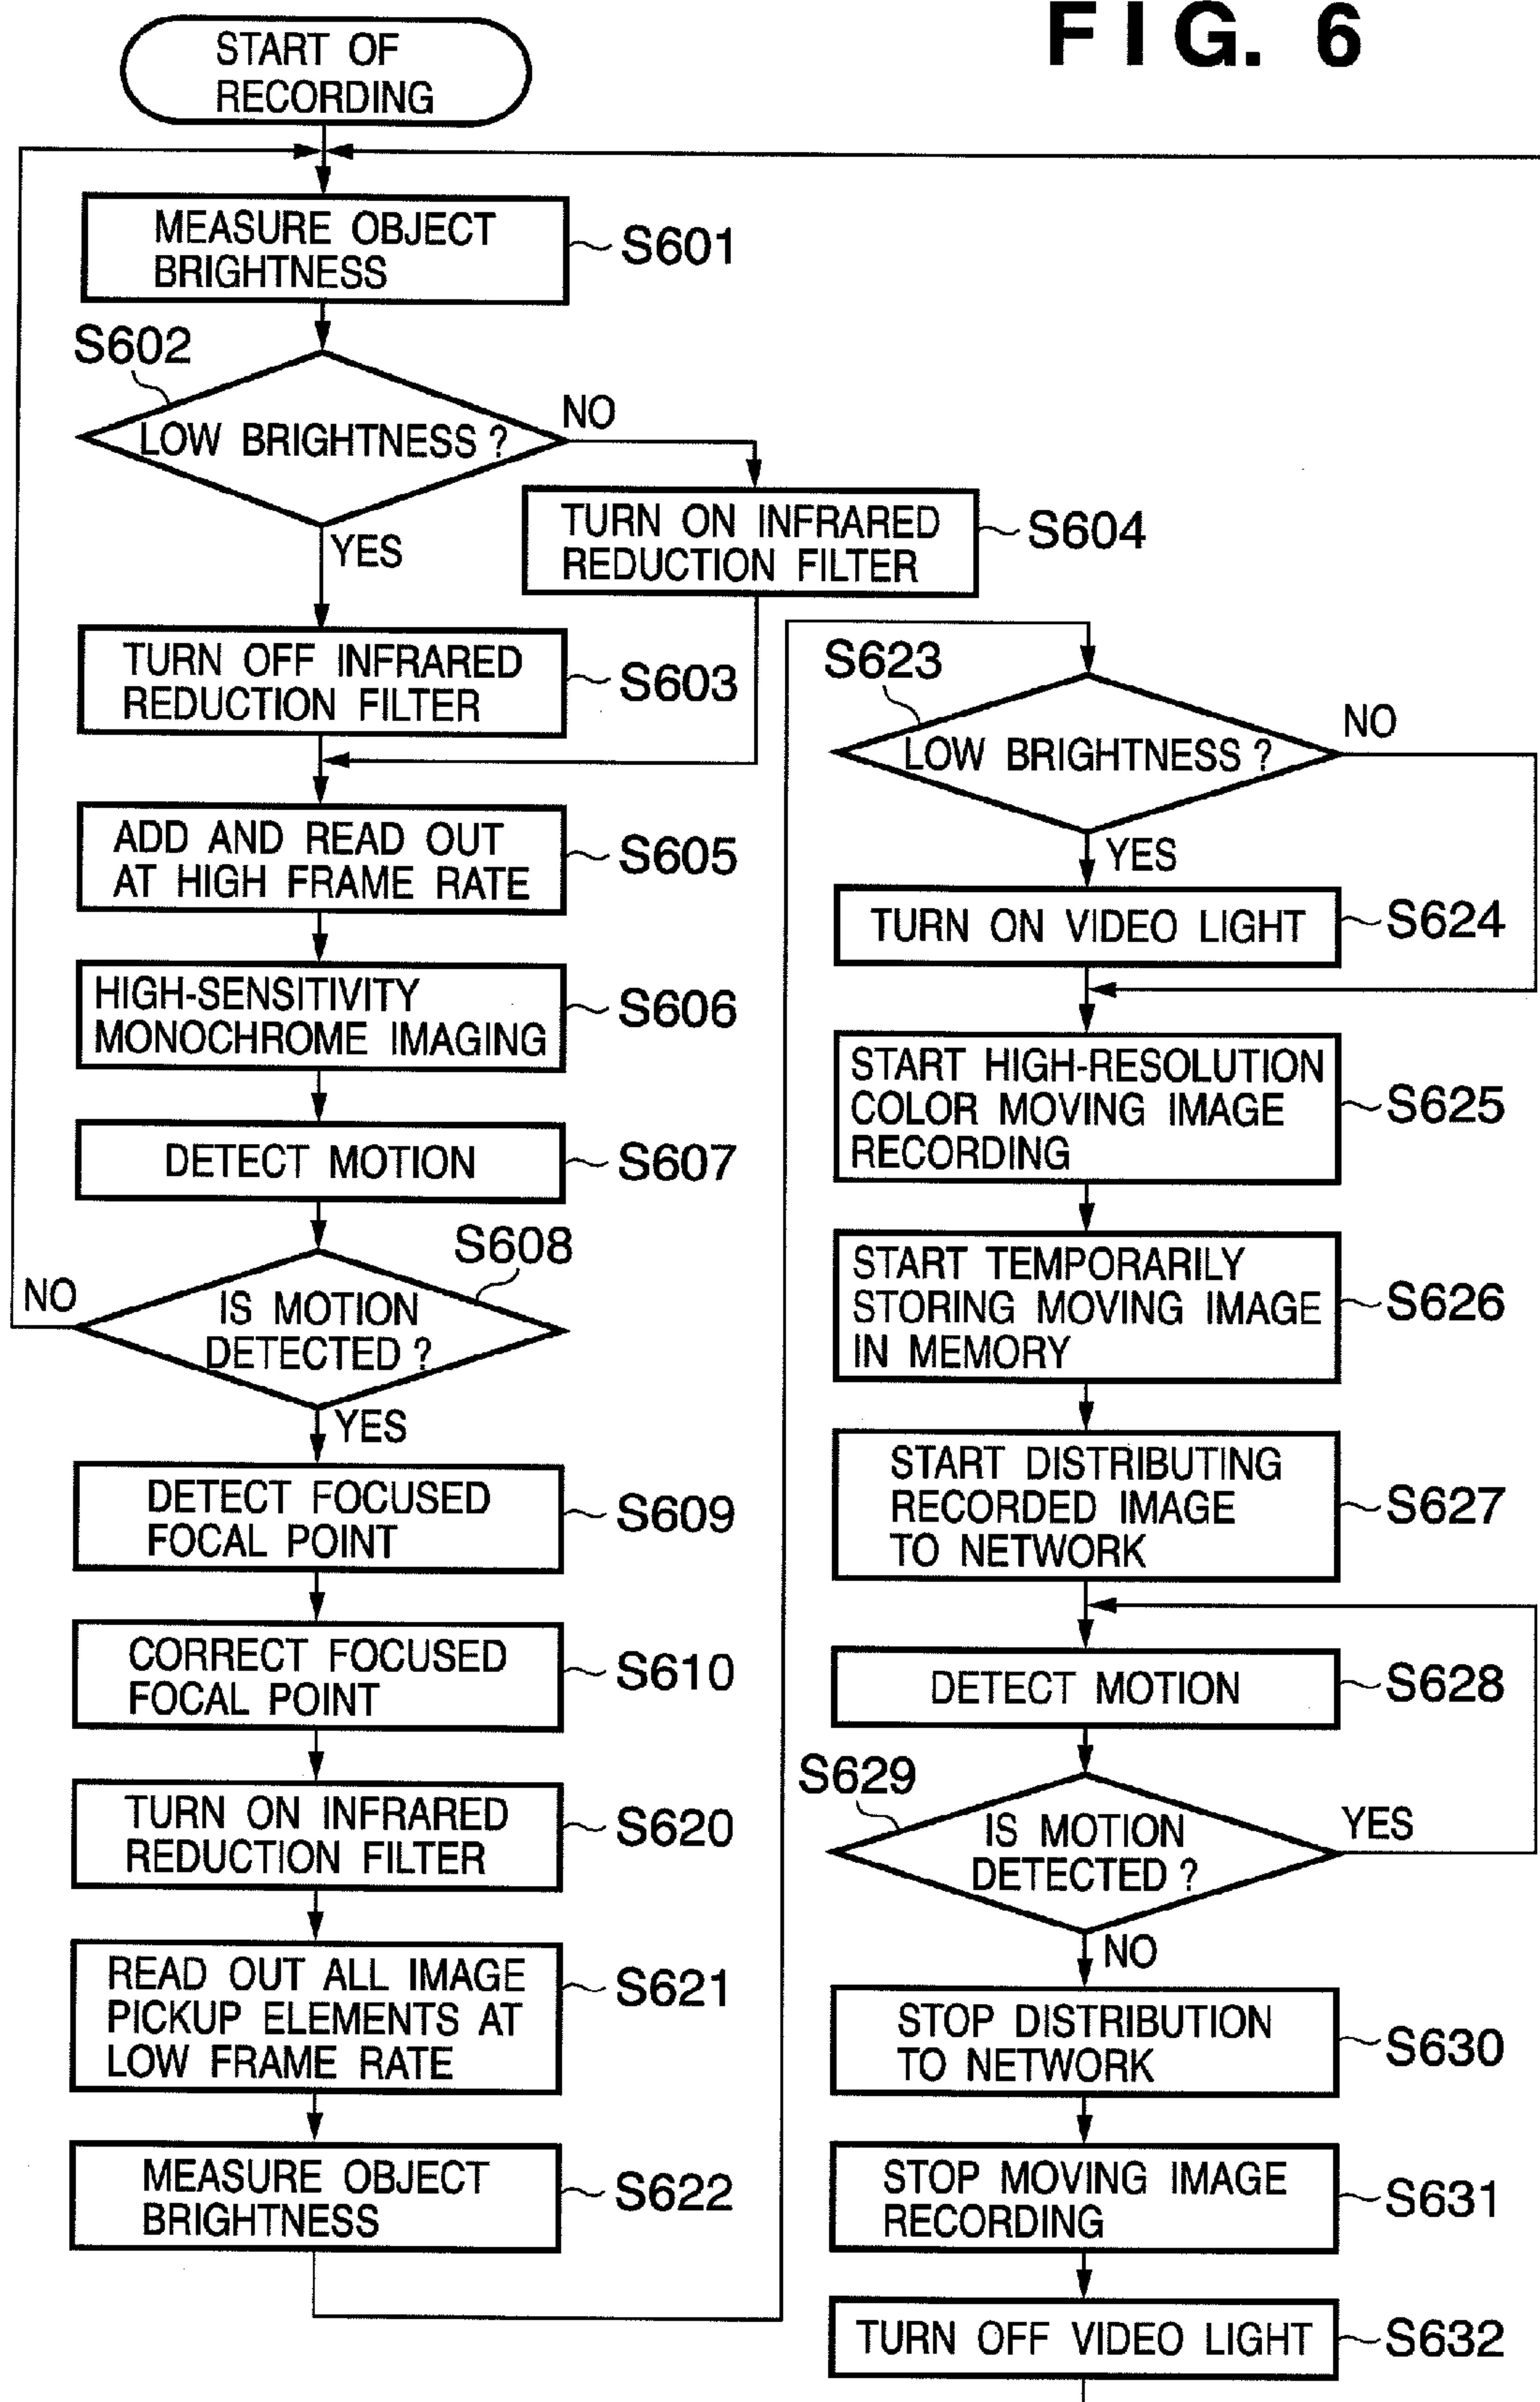 FIG. 6
START OF
RECORDING
MEASURE OBJECT
BRIGHTNESS
S601
S602
LOW BRIGHTNESS ?
NO
YES
TURN ON INFRARED
REDUCTION FILTER
S604
TURN OFF INFRARED
REDUCTION FILTER
S603
ADD AND READ OUT
AT HIGH FRAME RATE
S605
HIGH-SENSITIVITY
MONOCHROME IMAGING
S606
DETECT MOTION
S607
S608
IS MOTION
DETECTED ?
NO
YES
DETECT FOCUSED
FOCAL POINT
S609
CORRECT FOCUSED
FOCAL POINT
S610
TURN ON INFRARED
REDUCTION FILTER
S620
READ OUT ALL IMAGE
PICKUP ELEMENTS AT
LOW FRAME RATE
S621
MEASURE OBJECT
BRIGHTNESS
S622
S623
LOW BRIGHTNESS ?
NO
YES
TURN ON VIDEO LIGHT
S624
START HIGH-RESOLUTION
COLOR MOVING IMAGE
RECORDING
S625
START TEMPORARILY
STORING MOVING IMAGE
IN MEMORY
S626
START DISTRIBUTING
RECORDED IMAGE
TO NETWORK
S627
DETECT MOTION
S628
S629
IS MOTION
DETECTED ?
YES
NO
STOP DISTRIBUTION
TO NETWORK
S630
STOP MOVING IMAGE
RECORDING
S631
TURN OFF VIDEO LIGHT
S632